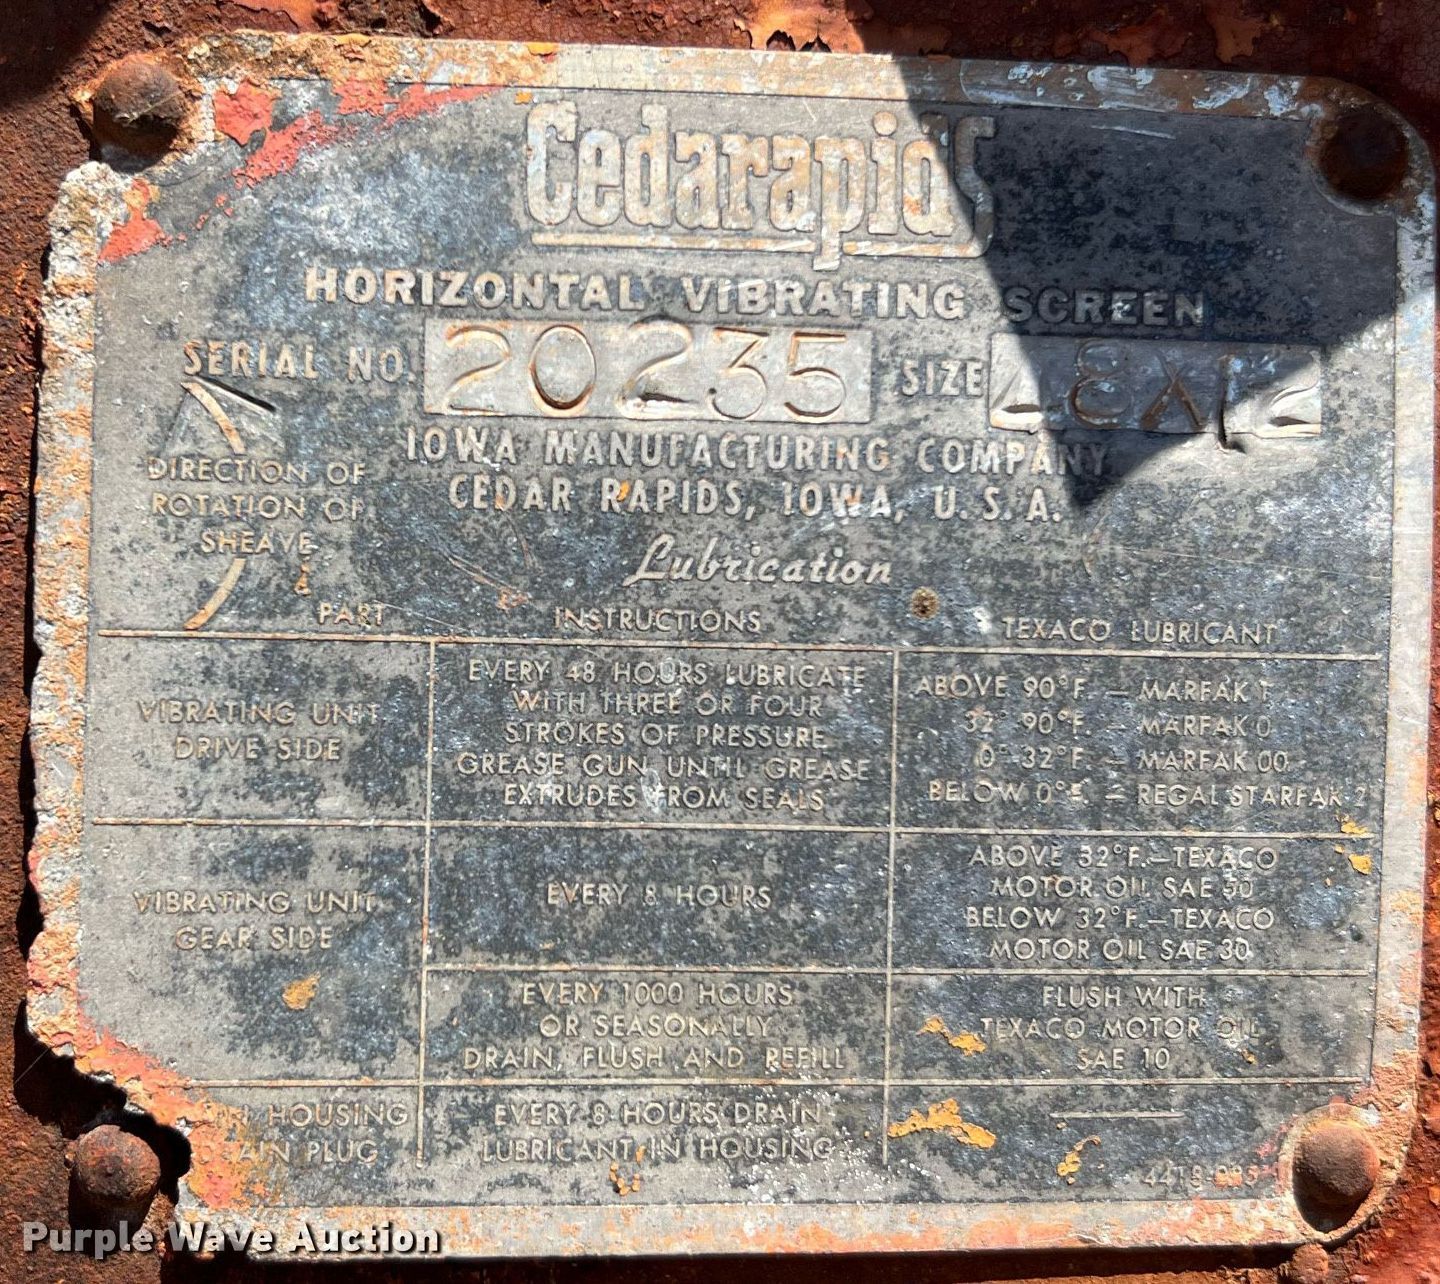 Cedarapids
HORIZONTAL VIBRATING SCREEN
SERIAL NO. 20235 SIZE 48X12
IOWA MANUFACTURING COMPANY
CEDAR RAPIDS, IOWA, U.S.A.
DIRECTION OF
ROTATION OF
SHEAVE
Lubrication
PART INSTRUCTIONS TEXACO LUBRICANT
VIBRATING UNIT
DRIVE SIDE
EVERY 48 HOURS LUBRICATE
WITH THREE OR FOUR
STROKES OF PRESSURE
GREASE GUN UNTIL GREASE
EXTRUDES FROM SEALS
ABOVE 90°F. — MARFAK 1
32° 90°F. — MARFAK 0
0° 32°F. — MARFAK 00
BELOW 0°F. — REGAL STARFAK 2
VIBRATING UNIT
GEAR SIDE
EVERY 8 HOURS
ABOVE 32°F.—TEXACO
MOTOR OIL SAE 50
BELOW 32°F.—TEXACO
MOTOR OIL SAE 30
EVERY 1000 HOURS
OR SEASONALLY
DRAIN, FLUSH AND REFILL
FLUSH WITH
TEXACO MOTOR OIL
SAE 10
HOUSING
PLUG
EVERY 8 HOURS DRAIN
LUBRICANT IN HOUSING
Purple Wave Auction